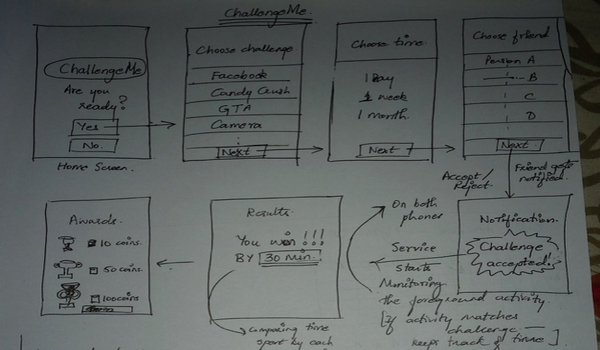 ChallengeMe.
ChallengeMe
Are you
ready?
Yes
No.
Home Screen.
Choose challenge
Facebook
Candy Crush
GTA
Camera
Next
Choose time
1 Day
1 week
1 month.
Next
Choose friend
Person A
B
C
D
Next
Accept/
Reject
Friend gets
notified.
Notification.
Challenge
accepted!
On both
phones
Service
starts
Monitoring
the foreground activity.
[If activity matches
challenge —
keeps track of time].
Results.
You win!!!
BY 30 Min.
Comparing time
spent by each
Awards.
10 coins.
50 coins.
100 coins